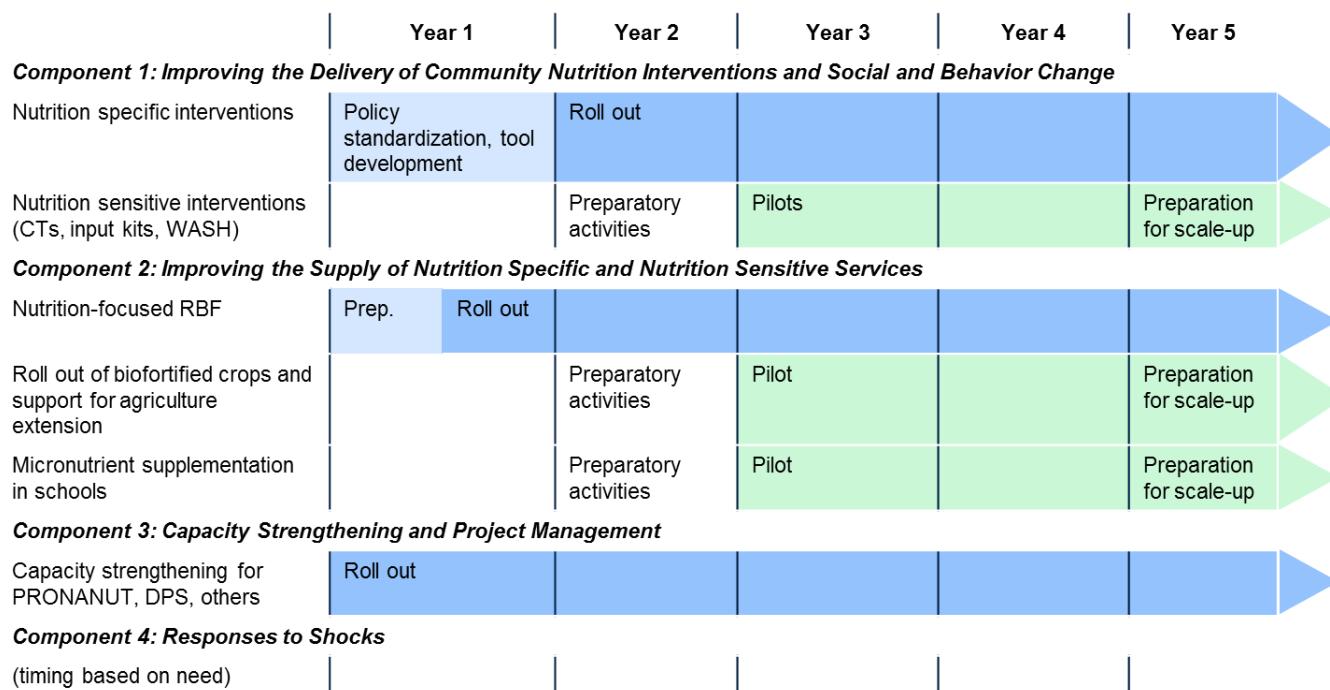 Year 1 Year 2 Year 3 Year 4 Year 5
Component 1: Improving the Delivery of Community Nutrition Interventions and Social and Behavior Change
Nutrition specific interventions
Policy
standardization, tool
development
Roll out
Nutrition sensitive interventions
(CTs, input kits, WASH)
Preparatory
activities
Pilots
Preparation
for scale-up
Component 2: Improving the Supply of Nutrition Specific and Nutrition Sensitive Services
Nutrition-focused RBF
Prep.
Roll out
Roll out of biofortified crops and
support for agriculture
extension
Preparatory
activities
Pilot
Preparation
for scale-up
Micronutrient supplementation
in schools
Preparatory
activities
Pilot
Preparation
for scale-up
Component 3: Capacity Strengthening and Project Management
Capacity strengthening for
PRONANUT, DPS, others
Roll out
Component 4: Responses to Shocks
(timing based on need)